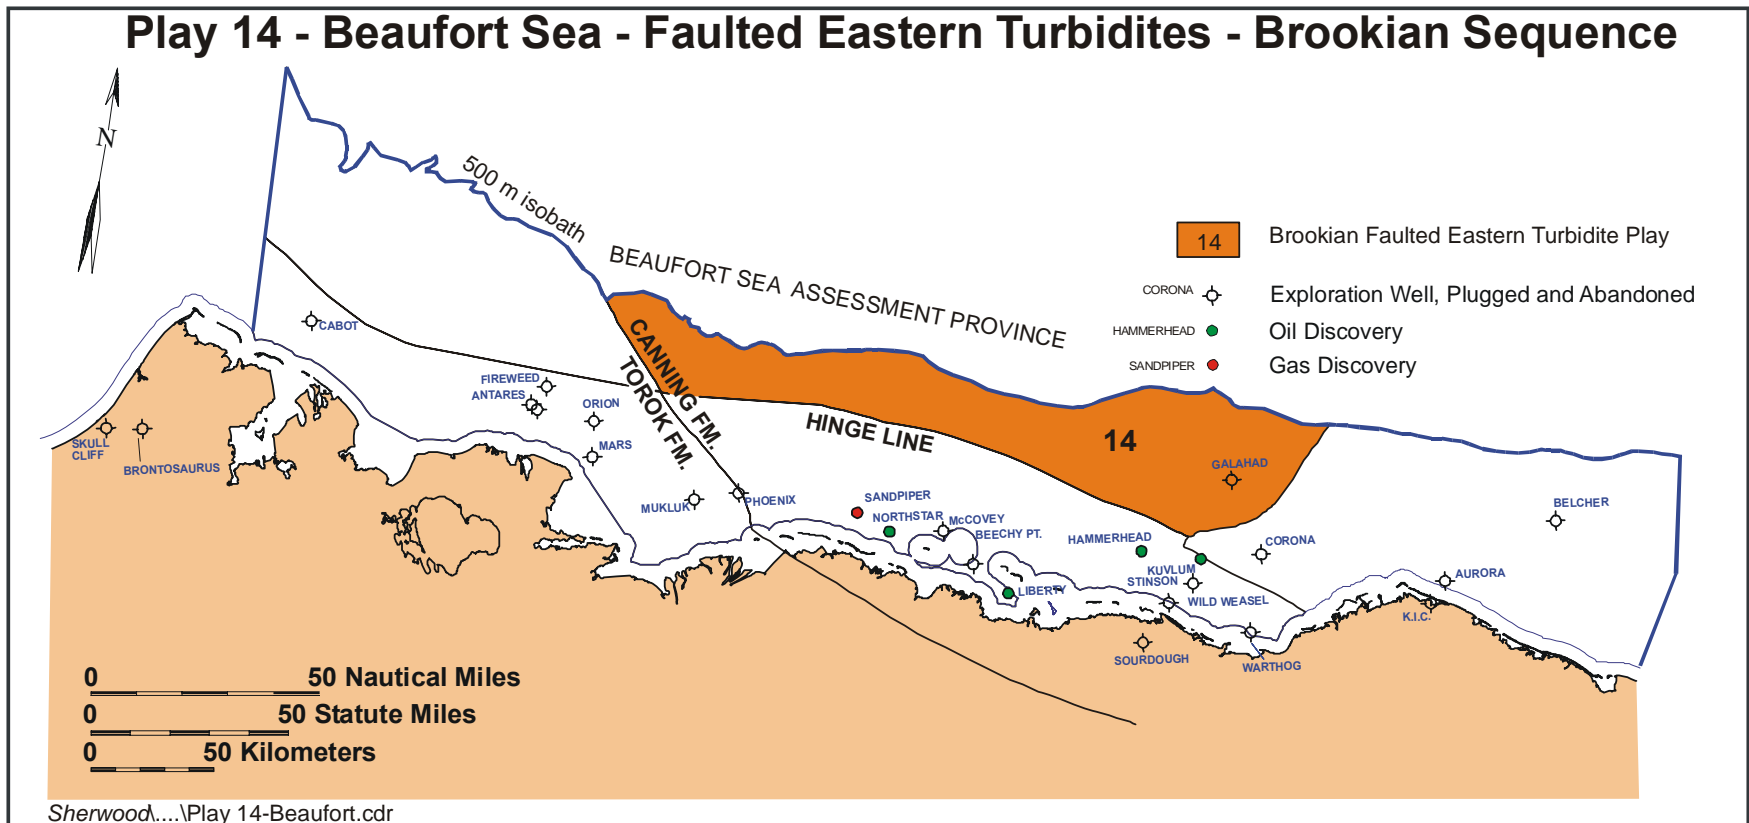 Play 14 - Beaufort Sea - Faulted Eastern Turbidites - Brookian Sequence
N
500 m isobath
BEAUFORT SEA ASSESSMENT PROVINCE
14
Brookian Faulted Eastern Turbidite Play
CORONA
Exploration Well, Plugged and Abandoned
HAMMERHEAD
Oil Discovery
SANDPIPER
Gas Discovery
CABOT
CANNING FM.
TOROK FM.
FIREWEED
ANTARES
ORION
MARS
HINGE LINE
14
GALAHAD
SKULL
CLIFF
BRONTOSAURUS
MUKLUK
PHOENIX
SANDPIPER
NORTHSTAR
McCOVEY
BEECHY PT.
HAMMERHEAD
CORONA
BELCHER
KUVLUM
STINSON
LIBERTY
WILD WEASEL
AURORA
K.I.C.
SOURDOUGH
WARTHOG
0 50 Nautical Miles
0 50 Statute Miles
0 50 Kilometers
Sherwood\....\Play 14-Beaufort.cdr